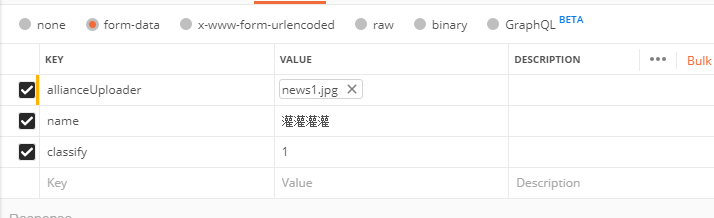 none form-data x-www-form-urlencoded raw binary GraphQL BETA
KEY VALUE DESCRIPTION ••• Bulk
allianceUploader news1.jpg ✕
name 灌灌灌灌
classify 1
Key Value Description